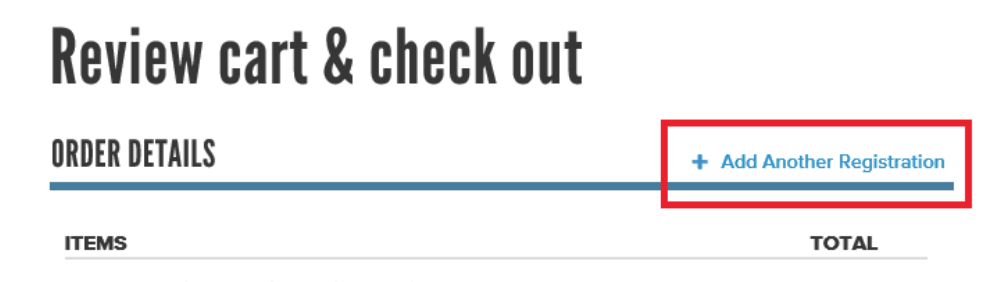 Review cart & check out
ORDER DETAILS
+ Add Another Registration
ITEMS TOTAL